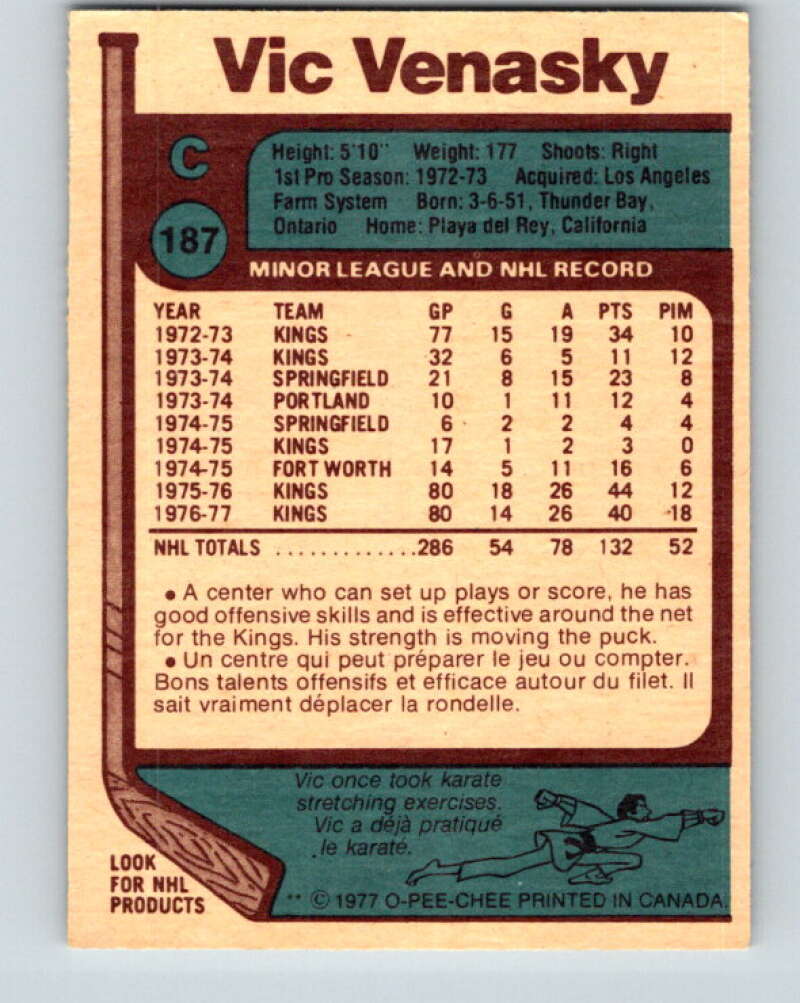 Vic Venasky
C
Height: 5'10" Weight: 177 Shoots: Right
1st Pro Season: 1972-73 Acquired: Los Angeles
Farm System Born: 3-6-51, Thunder Bay,
Ontario Home: Playa del Rey, California
187
MINOR LEAGUE AND NHL RECORD
YEAR TEAM GP G A PTS PIM
1972-73 KINGS 77 15 19 34 10
1973-74 KINGS 32 6 5 11 12
1973-74 SPRINGFIELD 21 8 15 23 8
1973-74 PORTLAND 10 1 11 12 4
1974-75 SPRINGFIELD 6 2 2 4 4
1974-75 KINGS 17 1 2 3 0
1974-75 FORT WORTH 14 5 11 16 6
1975-76 KINGS 80 18 26 44 12
1976-77 KINGS 80 14 26 40 18
NHL TOTALS .............286 54 78 132 52
• A center who can set up plays or score, he has
good offensive skills and is effective around the net
for the Kings. His strength is moving the puck.
• Un centre qui peut préparer le jeu ou compter.
Bons talents offensifs et efficace autour du filet. Il
sait vraiment déplacer la rondelle.
Vic once took karate
stretching exercises.
Vic a déjà pratiqué
le karaté.
LOOK
FOR NHL
PRODUCTS
** © 1977 O-PEE-CHEE PRINTED IN CANADA.